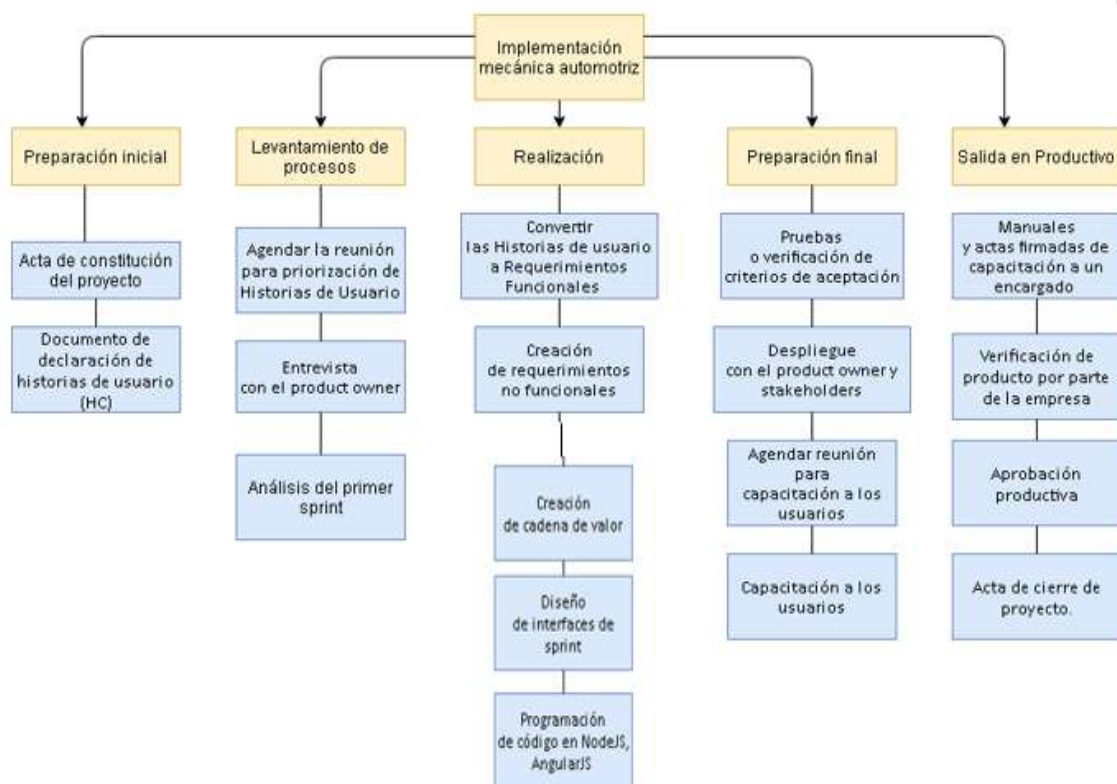 Implementación
mecánica automotriz
Preparación inicial
Levantamiento de
procesos
Realización
Preparación final
Salida en Productivo
Acta de constitución
del proyecto
Documento de
declaración de
historias de usuario
(HC)
Agendar la reunión
para priorización de
Historias de Usuario
Entrevista
con el product owner
Análisis del primer
sprint
Convertir
las Historias de usuario
a Requerimientos
Funcionales
Creación
de requerimientos
no funcionales
Creación
de cadena de valor
Diseño
de interfaces de
sprint
Programación
de código en NodeJS,
AngularJS
Pruebas
o verificación de
criterios de aceptación
Despliegue
con el product owner y
stakeholders
Agendar reunión
para
capacitación a los
usuarios
Capacitación a los
usuarios
Manuales
y actas firmadas de
capacitación a un
encargado
Verificación de
producto por parte
de la empresa
Aprobación
productiva
Acta de cierre de
proyecto.